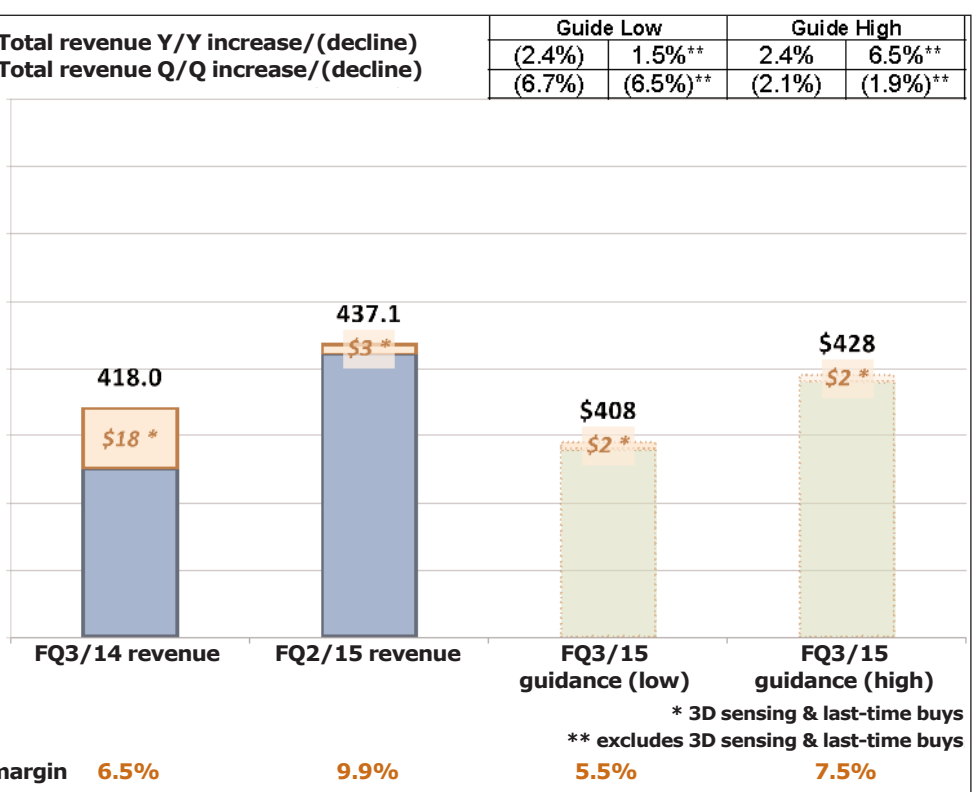 Guide Low Guide High
Total revenue Y/Y increase/(decline) (2.4%) 1.5%** 2.4% 6.5%**
Total revenue Q/Q increase/(decline) (6.7%) (6.5%)** (2.1%) (1.9%)**
437.1
$3 *
$428
$2 *
418.0
$408
$18 *
$2 *
FQ3/14 revenue FQ2/15 revenue FQ3/15 FQ3/15
guidance (low) guidance (high)
* 3D sensing & last-time buys
** excludes 3D sensing & last-time buys
margin 6.5% 9.9% 5.5% 7.5%